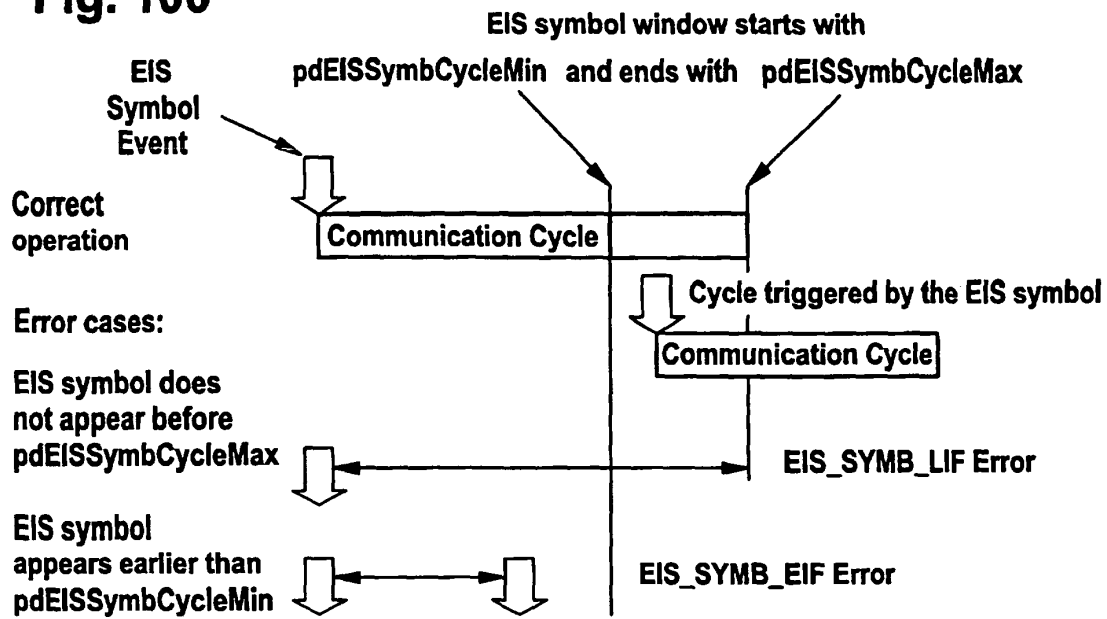 Fig. 100
EIS symbol window starts with
pdEISSymbCycleMin and ends with pdEISSymbCycleMax
EIS
Symbol
Event
Correct
operation
Communication Cycle
Cycle triggered by the EIS symbol
Communication Cycle
Error cases:
EIS symbol does
not appear before
pdEISSymbCycleMax
EIS_SYMB_LIF Error
EIS symbol
appears earlier than
pdEISSymbCycleMin
EIS_SYMB_EIF Error